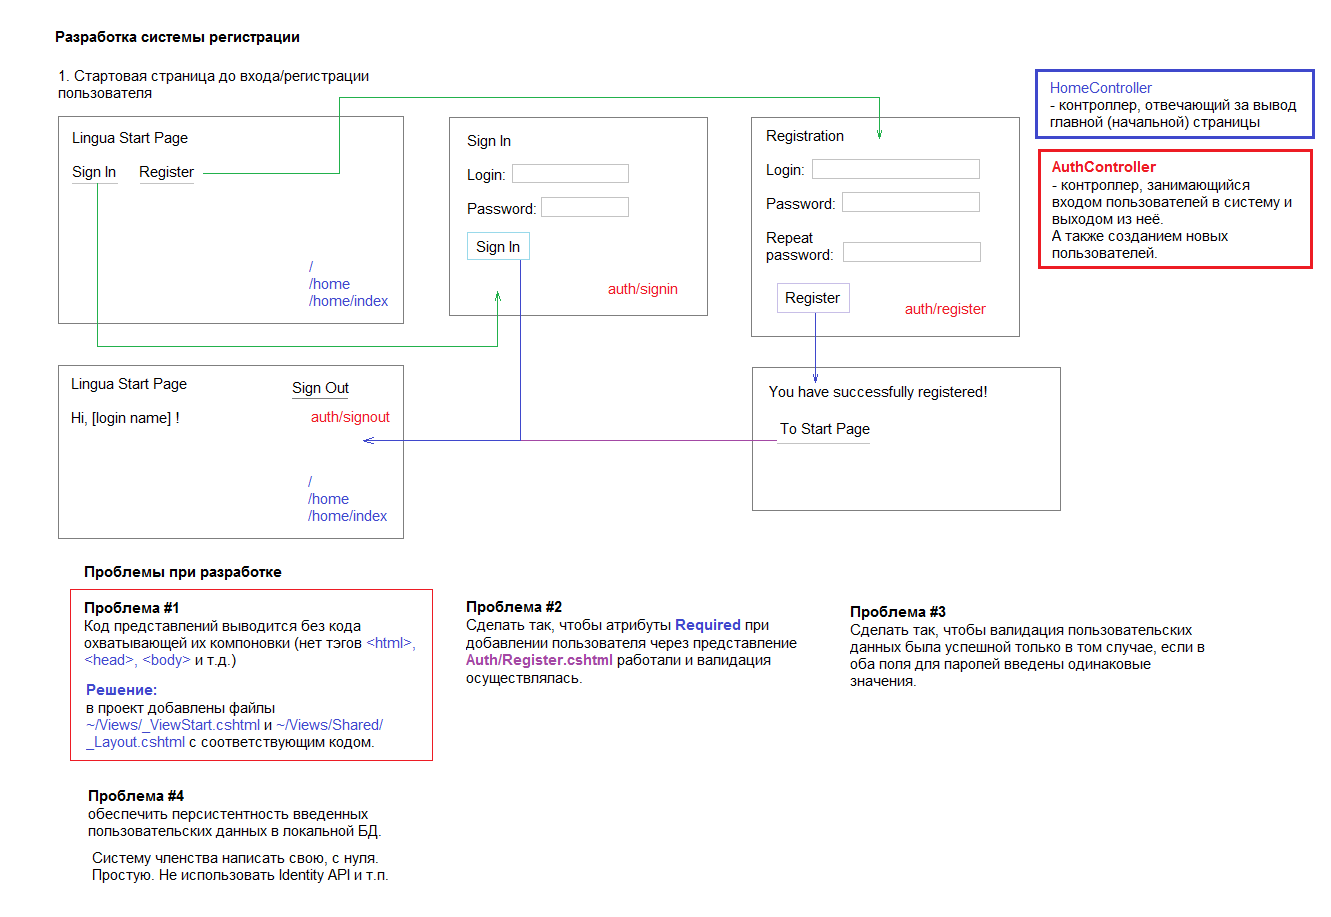 Разработка системы регистрации
1. Стартовая страница до входа/регистрации
пользователя
Lingua Start Page
Sign In
Register
/
/home
/home/index
Sign In
Login:
Password:
Sign In
auth/signin
Registration
Login:
Password:
Repeat
password:
Register
auth/register
HomeController
- контроллер, отвечающий за вывод
главной (начальной) страницы
AuthController
- контроллер, занимающийся
входом пользователей в систему и
выходом из неё.
А также созданием новых
пользователей.
Lingua Start Page
Sign Out
Hi, [login name] !
auth/signout
/
/home
/home/index
You have successfully registered!
To Start Page
Проблемы при разработке
Проблема #1
Код представлений выводится без кода
охватывающей их компоновки (нет тэгов <html>,
<head>, <body> и т.д.)
Решение:
в проект добавлены файлы
~/Views/_ViewStart.cshtml и ~/Views/Shared/
_Layout.cshtml с соответствующим кодом.
Проблема #2
Сделать так, чтобы атрибуты Required при
добавлении пользователя через представление
Auth/Register.cshtml работали и валидация
осуществлялась.
Проблема #3
Сделать так, чтобы валидация пользовательских
данных была успешной только в том случае, если в
оба поля для паролей введены одинаковые
значения.
Проблема #4
обеспечить персистентность введенных
пользовательских данных в локальной БД.
Систему членства написать свою, с нуля.
Простую. Не использовать Identity API и т.п.